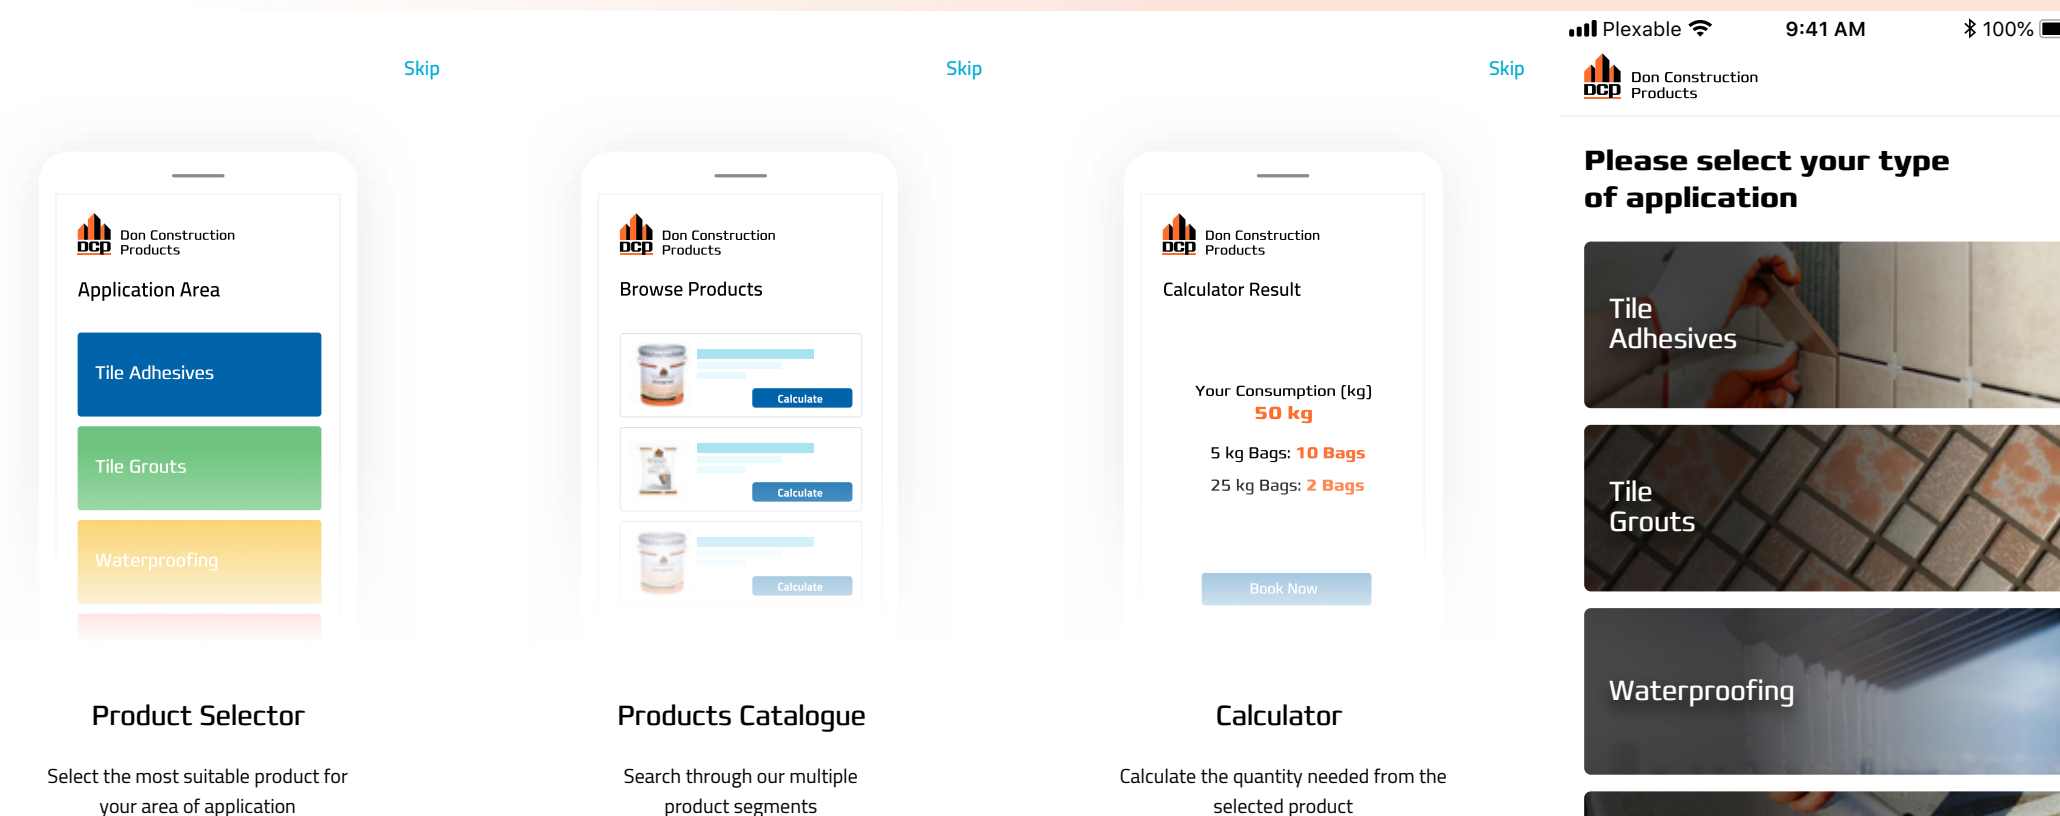 Skip
DCP
Don Construction
Products
Application Area
Tile Adhesives
Tile Grouts
Waterproofing
Product Selector
Select the most suitable product for
your area of application
Skip
DCP
Don Construction
Products
Browse Products
Calculate
Calculate
Calculate
Products Catalogue
Search through our multiple
product segments
Skip
DCP
Don Construction
Products
Calculator Result
Your Consumption (kg)
50 kg
5 kg Bags: 10 Bags
25 kg Bags: 2 Bags
Book Now
Calculator
Calculate the quantity needed from the
selected product
Plexable 9:41 AM 100%
DCP
Don Construction
Products
Please select your type
of application
Tile
Adhesives
Tile
Grouts
Waterproofing